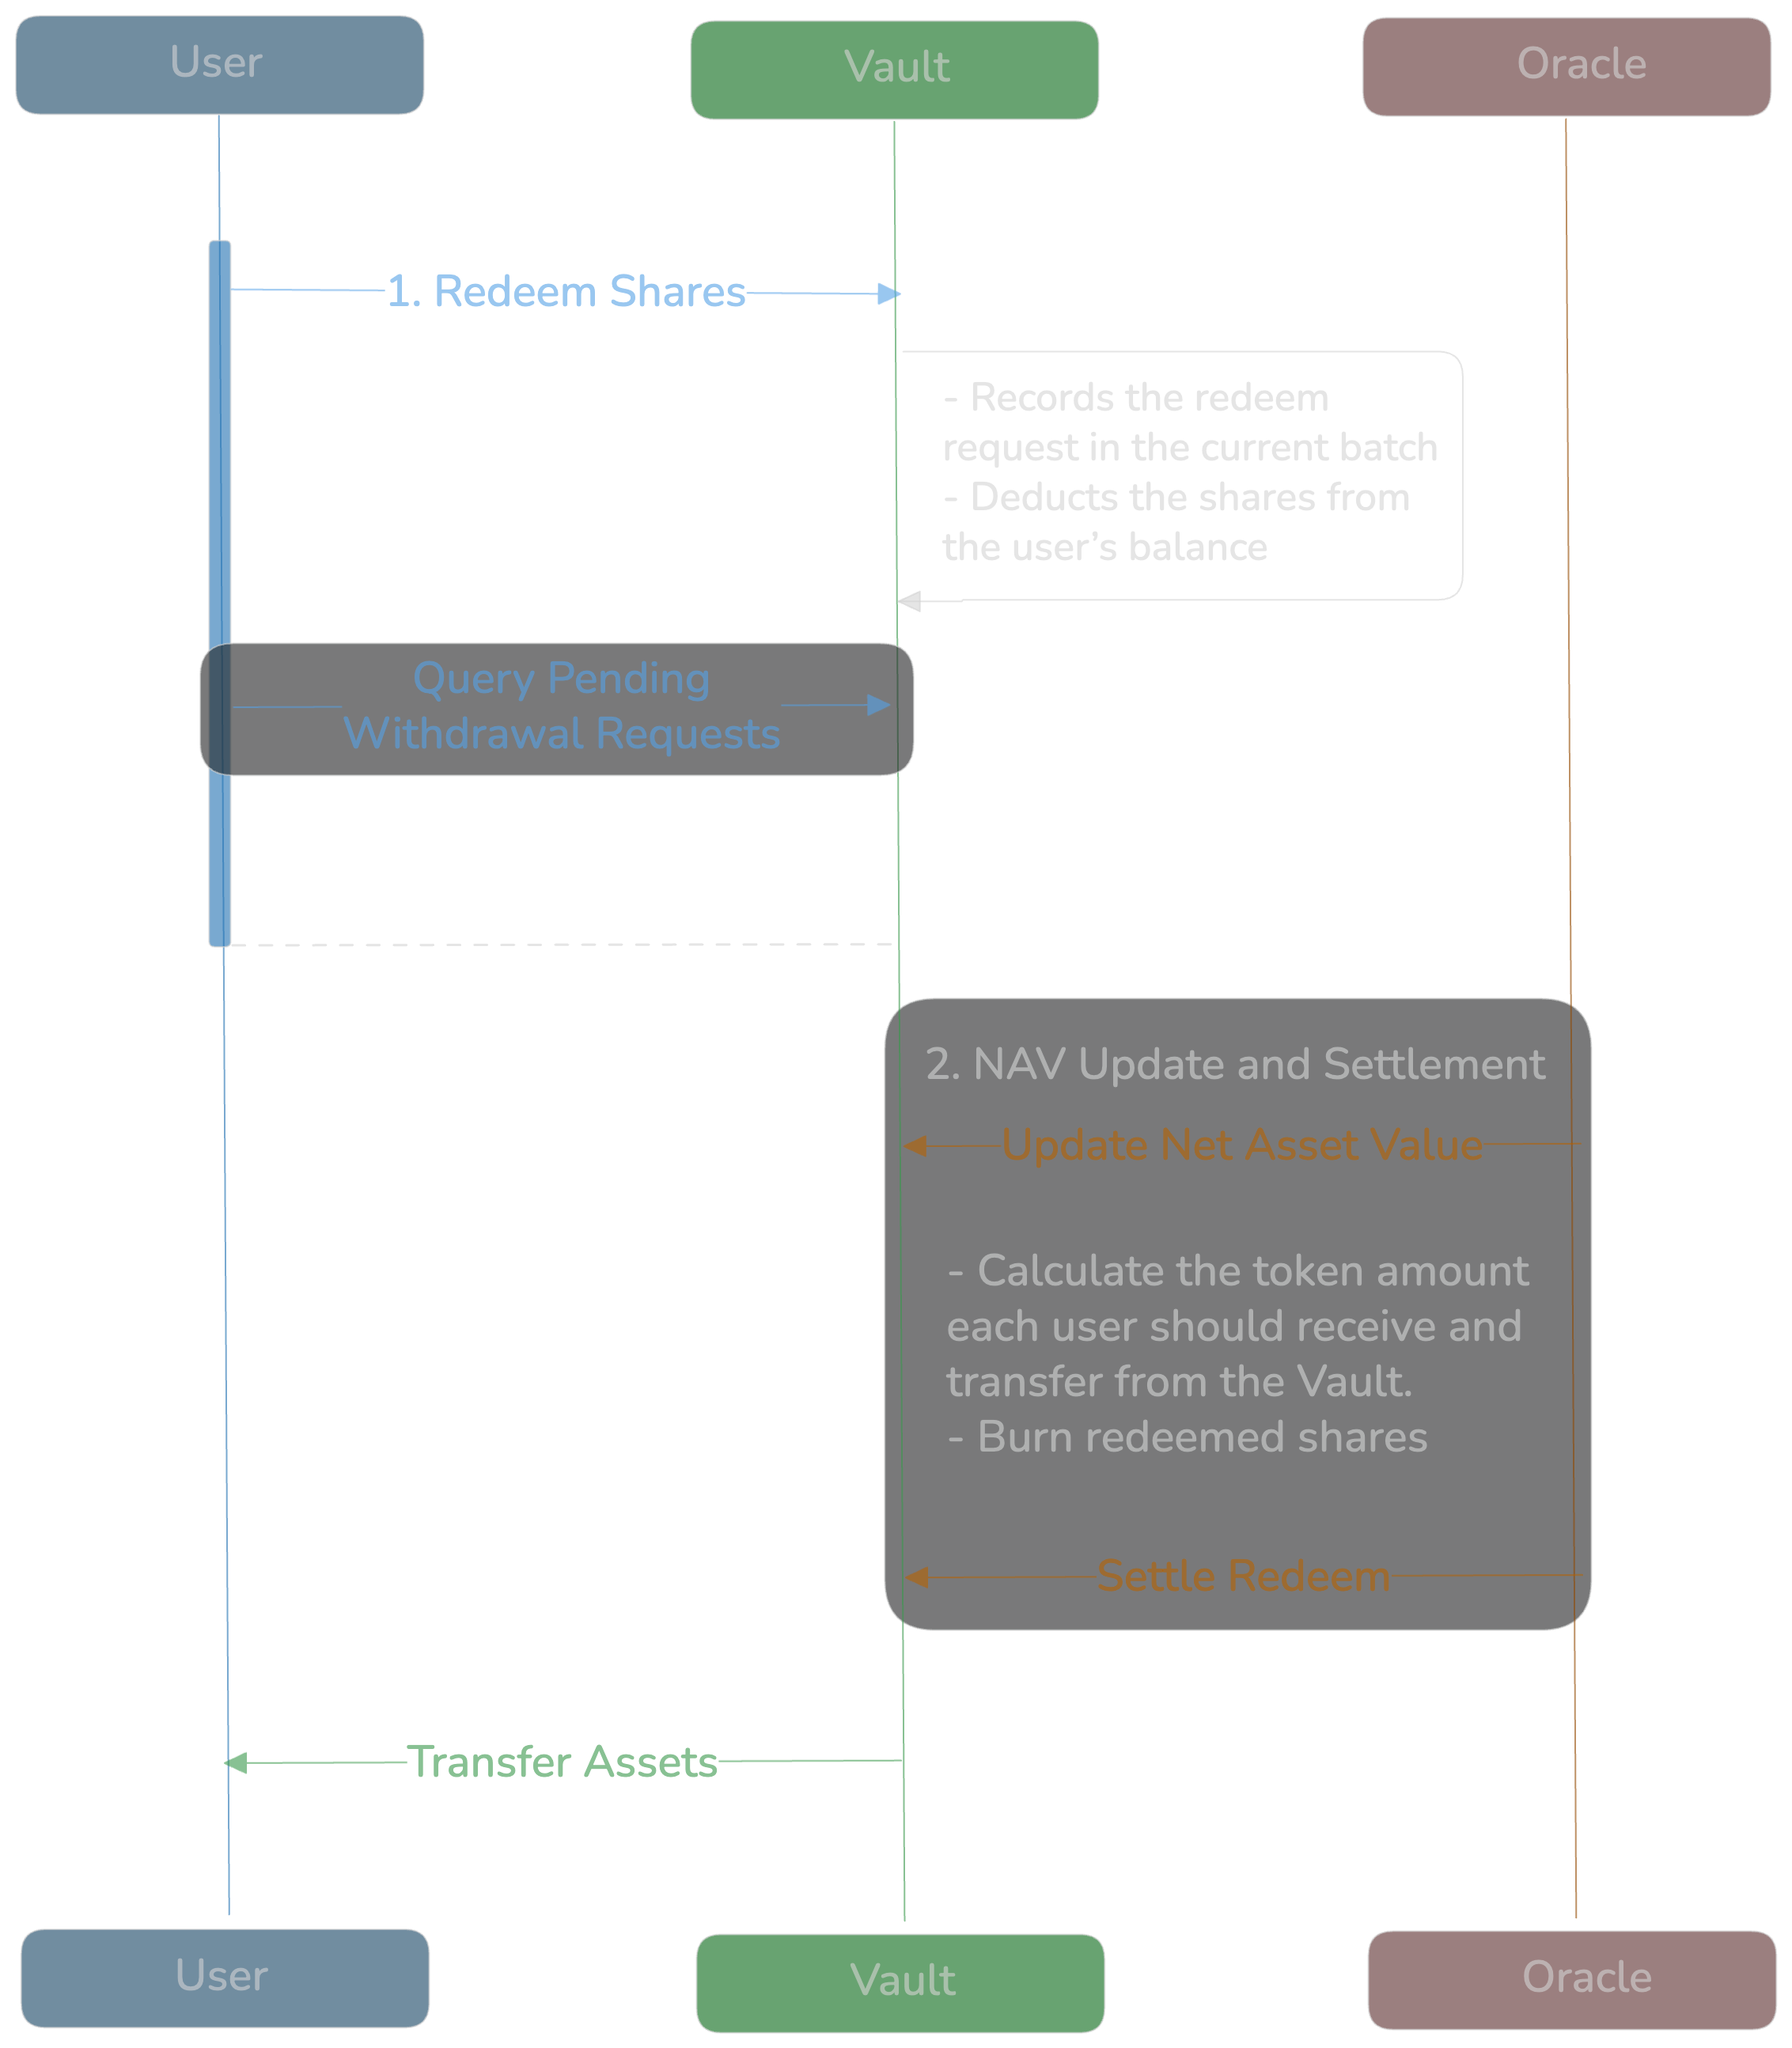 User
Vault
Oracle
1. Redeem Shares
- Records the redeem
request in the current batch
- Deducts the shares from
the user’s balance
Query Pending
Withdrawal Requests
2. NAV Update and Settlement
Update Net Asset Value
- Calculate the token amount
each user should receive and
transfer from the Vault.
- Burn redeemed shares
Settle Redeem
Transfer Assets
User
Vault
Oracle